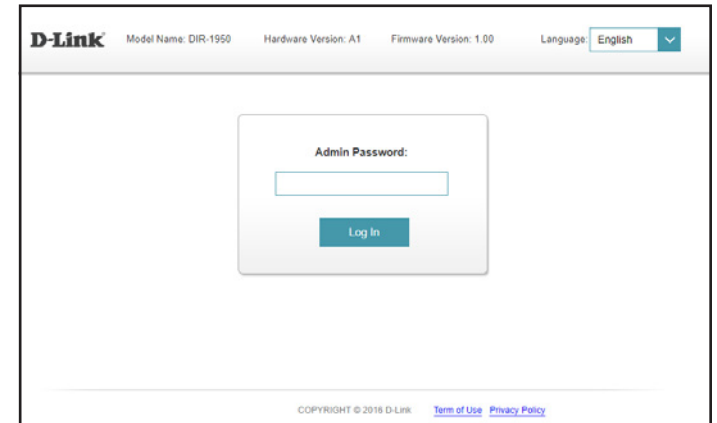 D-Link Model Name: DIR-1950 Hardware Version: A1 Firmware Version: 1.00 Language: English
Admin Password:
Log In
COPYRIGHT © 2016 D-Link Term of Use Privacy Policy